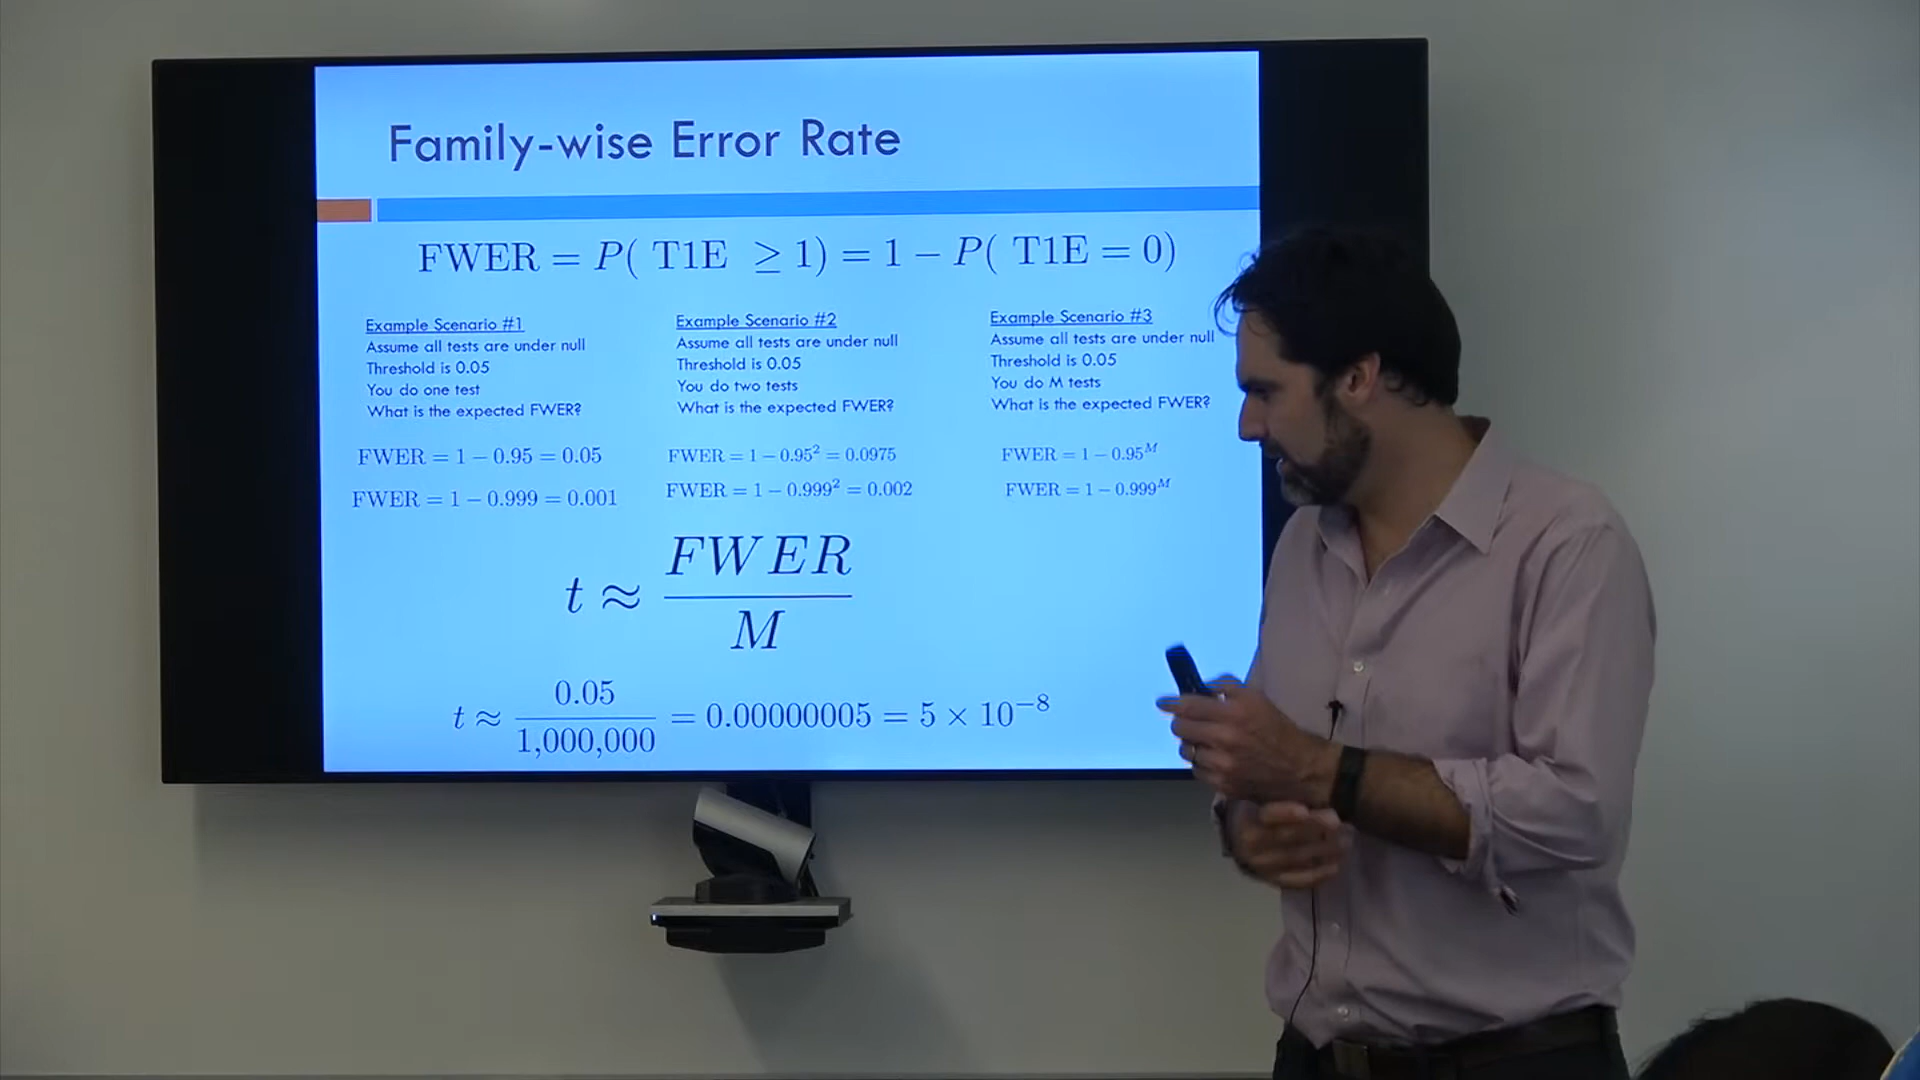 Family-wise Error Rate
FWER = P( T1E ≥ 1) = 1 − P( T1E = 0)
Example Scenario #1
Assume all tests are under null
Threshold is 0.05
You do one test
What is the expected FWER?
FWER = 1 − 0.95 = 0.05
FWER = 1 − 0.999 = 0.001
Example Scenario #2
Assume all tests are under null
Threshold is 0.05
You do two tests
What is the expected FWER?
FWER = 1 − 0.95² = 0.0975
FWER = 1 − 0.999² = 0.002
Example Scenario #3
Assume all tests are under null
Threshold is 0.05
You do M tests
What is the expected FWER?
FWER = 1 − 0.95^M
FWER = 1 − 0.999^M
t ≈ FWER / M
t ≈ 0.05 / 1,000,000 = 0.00000005 = 5 × 10⁻⁸